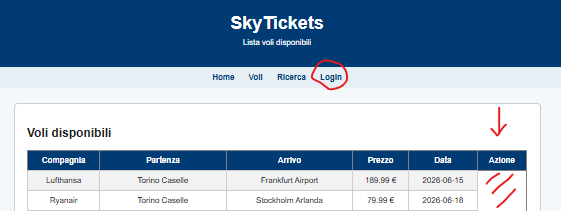 SkyTickets
Lista voli disponibili
Home Voli Ricerca Login
Voli disponibili
Compagnia Partenza Arrivo Prezzo Data Azione
Lufthansa Torino Caselle Frankfurt Airport 189.99 € 2026-06-15
Ryanair Torino Caselle Stockholm Arlanda 79.99 € 2026-06-18